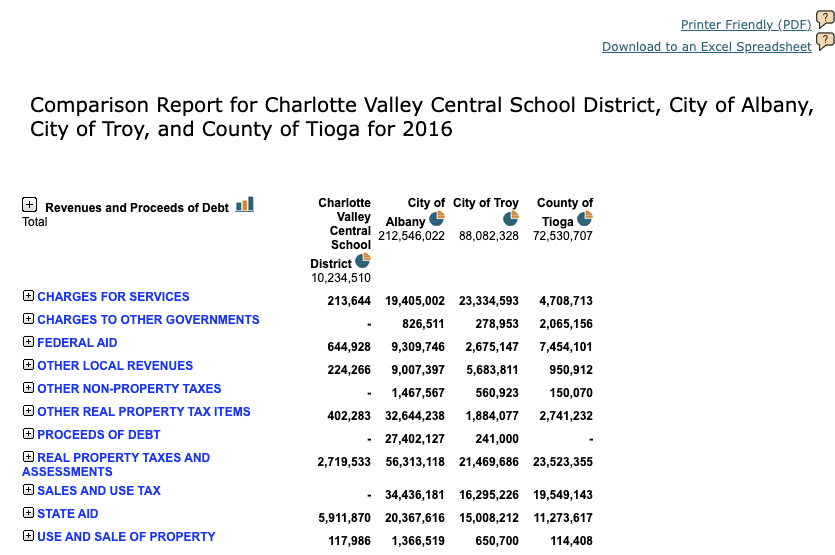 Printer Friendly (PDF) ?
Download to an Excel Spreadsheet ?
Comparison Report for Charlotte Valley Central School District, City of Albany,
City of Troy, and County of Tioga for 2016
Revenues and Proceeds of Debt
Total
Charlotte
Valley
Central
School
District
10,234,510
City of
Albany
212,546,022
City of Troy
88,082,328
County of
Tioga
72,530,707
CHARGES FOR SERVICES 213,644 19,405,002 23,334,593 4,708,713
CHARGES TO OTHER GOVERNMENTS - 826,511 278,953 2,065,156
FEDERAL AID 644,928 9,309,746 2,675,147 7,454,101
OTHER LOCAL REVENUES 224,266 9,007,397 5,683,811 950,912
OTHER NON-PROPERTY TAXES - 1,467,567 560,923 150,070
OTHER REAL PROPERTY TAX ITEMS 402,283 32,644,238 1,884,077 2,741,232
PROCEEDS OF DEBT - 27,402,127 241,000 -
REAL PROPERTY TAXES AND
ASSESSMENTS 2,719,533 56,313,118 21,469,686 23,523,355
SALES AND USE TAX - 34,436,181 16,295,226 19,549,143
STATE AID 5,911,870 20,367,616 15,008,212 11,273,617
USE AND SALE OF PROPERTY 117,986 1,366,519 650,700 114,408